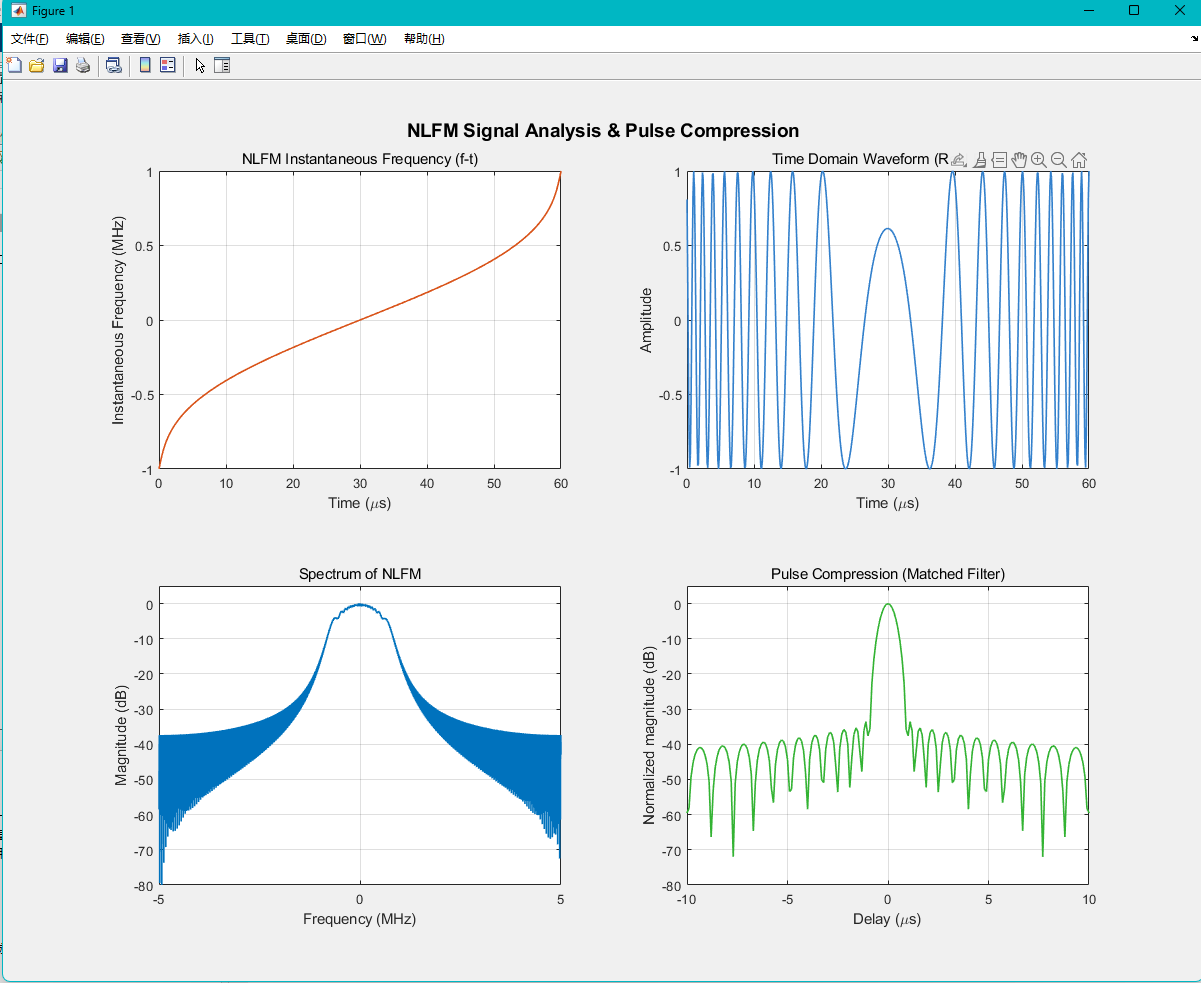 Figure 1
文件(F) 编辑(E) 查看(V) 插入(I) 工具(T) 桌面(D) 窗口(W) 帮助(H)
NLFM Signal Analysis & Pulse Compression
NLFM Instantaneous Frequency (f-t)
Instantaneous Frequency (MHz)
1
0.5
0
-0.5
-1
0 10 20 30 40 50 60
Time (μs)
Time Domain Waveform (R
Amplitude
1
0.5
0
-0.5
-1
0 10 20 30 40 50 60
Time (μs)
Spectrum of NLFM
Magnitude (dB)
0
-10
-20
-30
-40
-50
-60
-70
-80
-5 0 5
Frequency (MHz)
Pulse Compression (Matched Filter)
Normalized magnitude (dB)
0
-10
-20
-30
-40
-50
-60
-70
-80
-10 -5 0 5 10
Delay (μs)